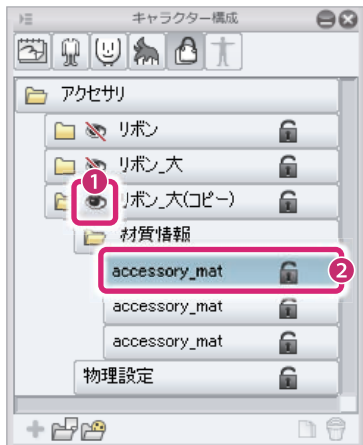 キャラクター構成
アクセサリ
リボン
リボン_大
1
リボン_大(コピー)
材質情報
accessory_mat
2
accessory_mat
accessory_mat
物理設定